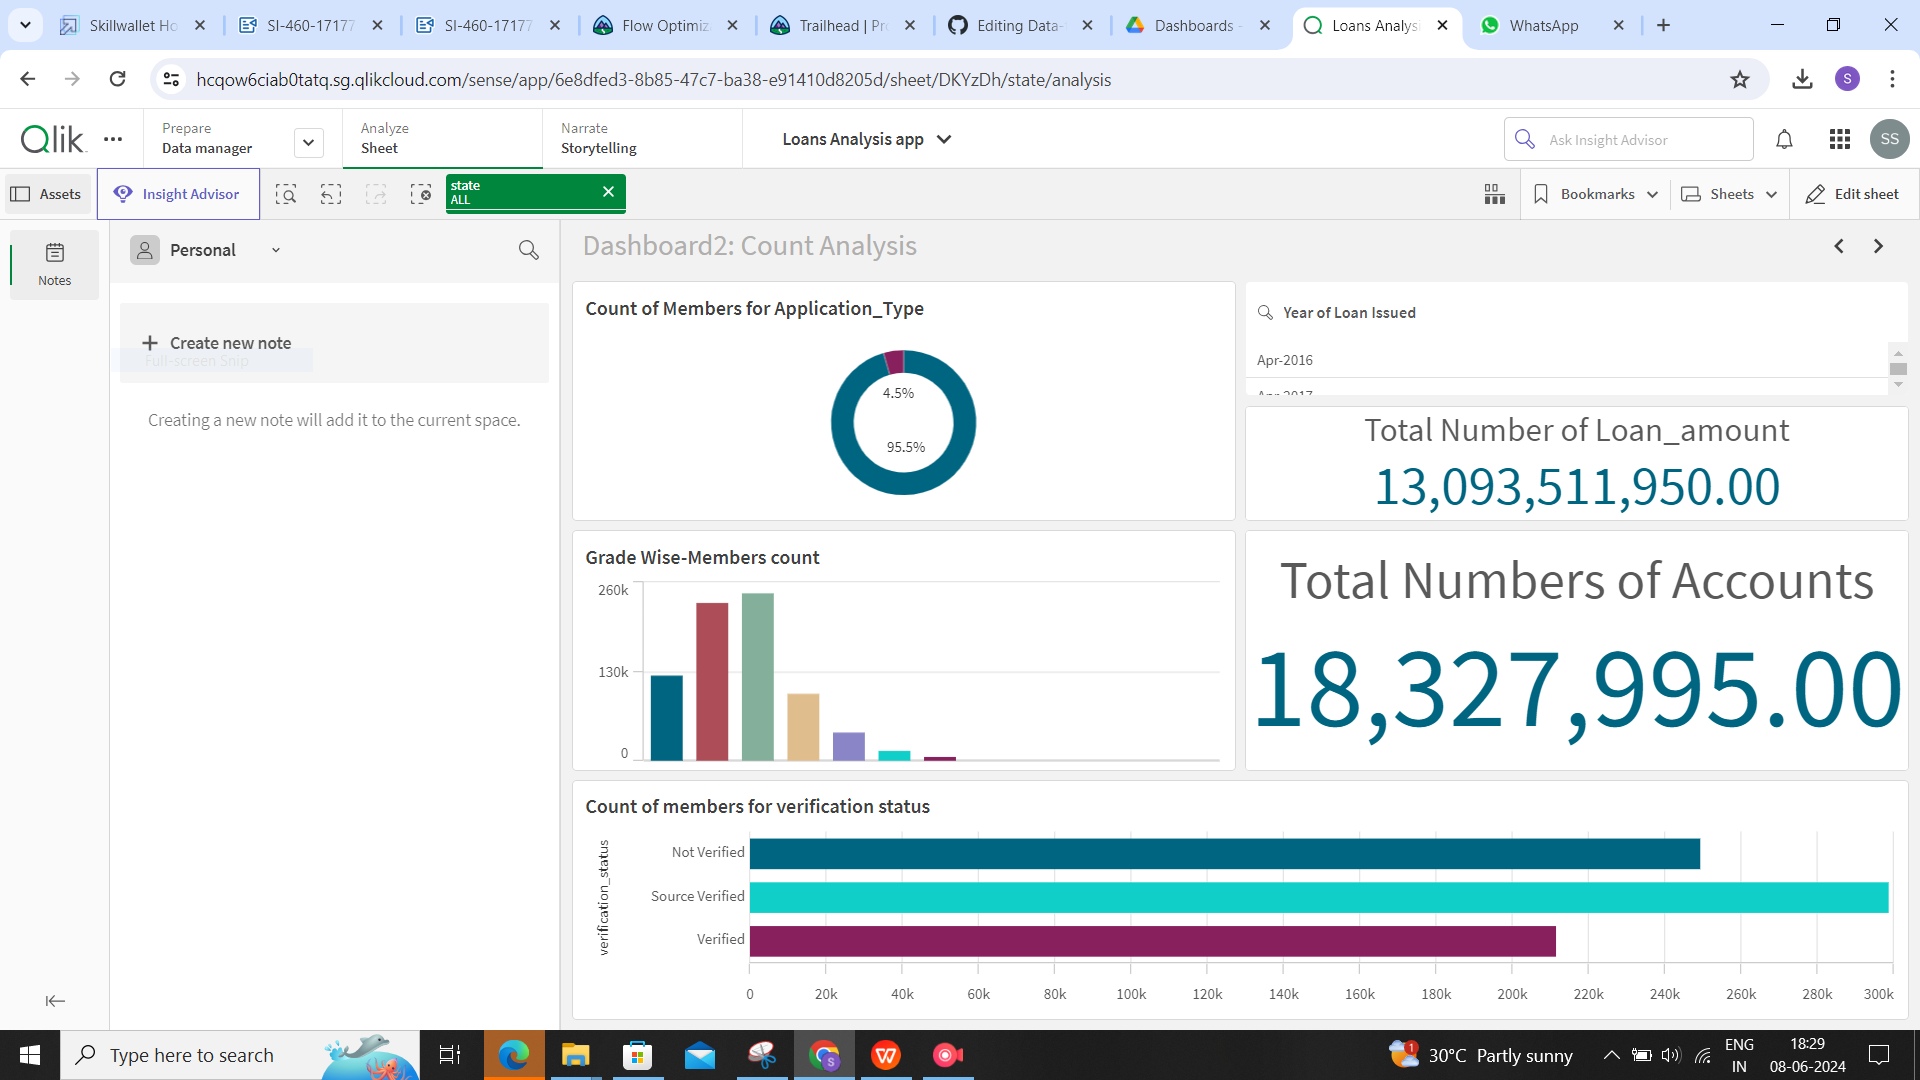 Skillwallet Ho
SI-460-17177
SI-460-17177
Flow Optimiz
Trailhead | Pr
Editing Data-
Dashboards -
Loans Analys
WhatsApp
hcqow6ciab0tatq.sg.qlikcloud.com/sense/app/6e8dfed3-8b85-47c7-ba38-e91410d8205d/sheet/DKYzDh/state/analysis
S
Qlik
Prepare
Data manager
Analyze
Sheet
Narrate
Storytelling
Loans Analysis app
Ask Insight Advisor
SS
Assets
Insight Advisor
state
ALL
Bookmarks
Sheets
Edit sheet
Notes
Personal
Create new note
Full-screen Snip
Creating a new note will add it to the current space.
Dashboard2: Count Analysis
Count of Members for Application_Type
4.5%
95.5%
Year of Loan Issued
Apr-2016
Apr-2017
Total Number of Loan_amount
13,093,511,950.00
Grade Wise-Members count
260k
130k
0
Total Numbers of Accounts
18,327,995.00
Count of members for verification status
verification_status
Not Verified
Source Verified
Verified
0 20k 40k 60k 80k 100k 120k 140k 160k 180k 200k 220k 240k 260k 280k 300k
Type here to search
1
30°C Partly sunny
ENG
IN
18:29
08-06-2024